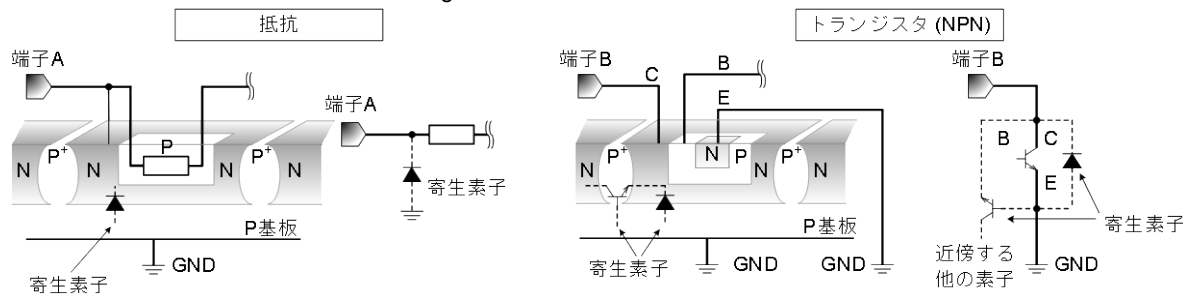 抵抗
端子A
N
P+
N
P
N
P+
N
P基板
GND
寄生素子
端子A
寄生素子
トランジスタ (NPN)
端子B
C
B
E
N
P+
N
N
P
P+
N
P基板
寄生素子
GND
GND
端子B
B
C
E
寄生素子
近傍する
他の素子
GND